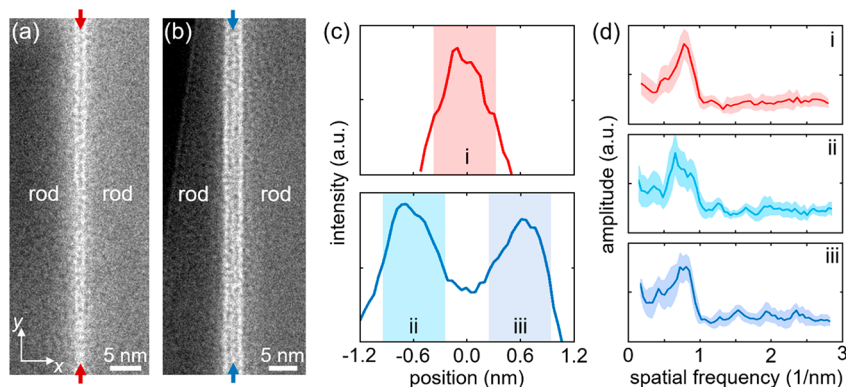 (a)
(b)
(c)
(d)
rod
rod
rod
y
x
5 nm
5 nm
intensity (a.u.)
i
ii
iii
-1.2 -0.6 0.0 0.6 1.2
position (nm)
amplitude (a.u.)
i
ii
iii
0 1 2 3
spatial frequency (1/nm)